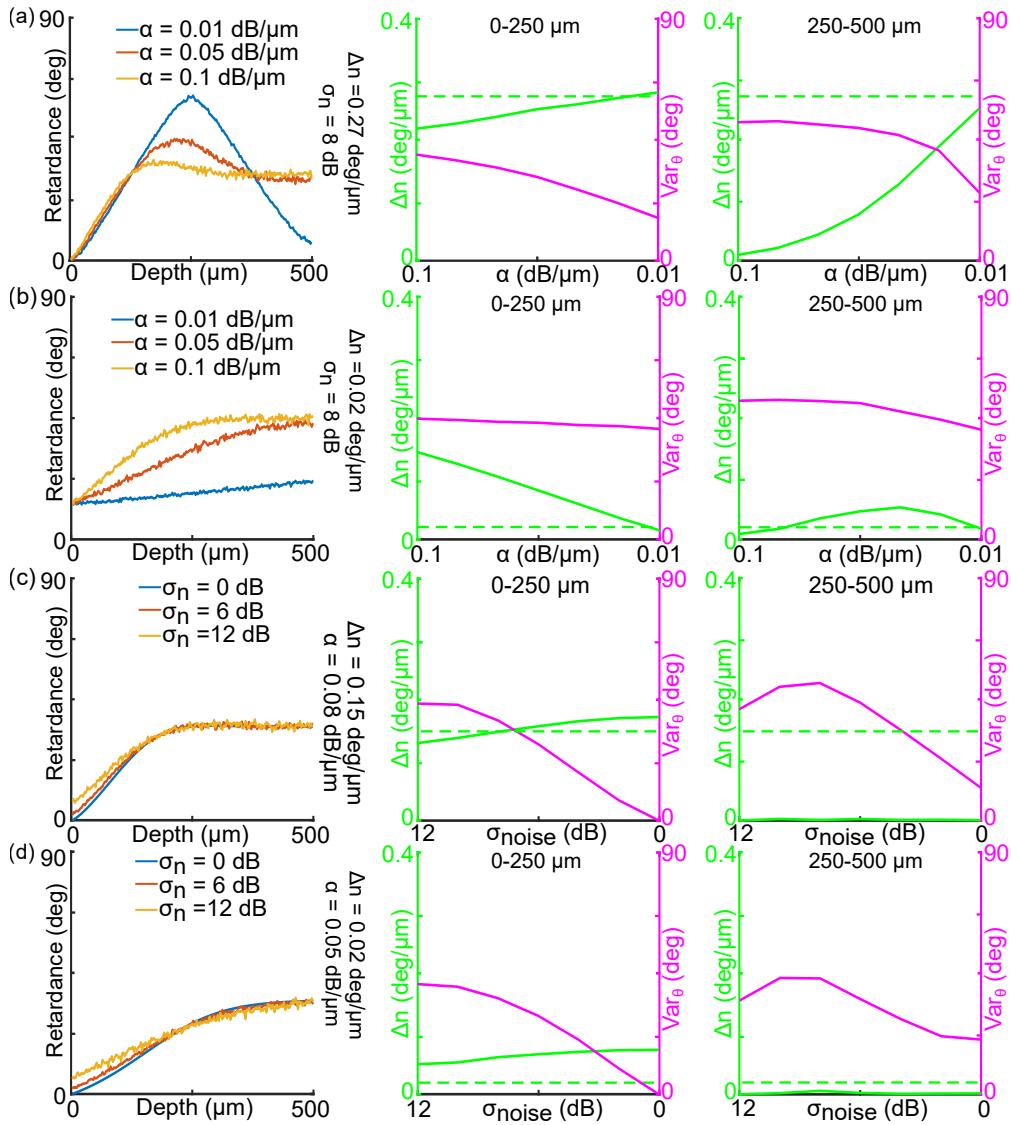 (a)
90
Retardance (deg)
α = 0.01 dB/μm
α = 0.05 dB/μm
α = 0.1 dB/μm
0
Depth (μm)
500
Δn =0.27 deg/μm
σn = 8 dB
0.4
Δn (deg/μm)
0
0-250 μm
0.1
α (dB/μm)
0.01
90
Varθ (deg)
0
0.4
Δn (deg/μm)
0
250-500 μm
0.1
α (dB/μm)
0.01
90
Varθ (deg)
0
(b)
90
Retardance (deg)
α = 0.01 dB/μm
α = 0.05 dB/μm
α = 0.1 dB/μm
0
0
Depth (μm)
500
Δn =0.02 deg/μm
σn = 8 dB
0.4
Δn (deg/μm)
0
0-250 μm
0.1
α (dB/μm)
0.01
90
Varθ (deg)
0
0.4
Δn (deg/μm)
0
250-500 μm
0.1
α (dB/μm)
0.01
90
Varθ (deg)
0
(c)
90
Retardance (deg)
σn = 0 dB
σn = 6 dB
σn =12 dB
0
0
Depth (μm)
500
Δn = 0.15 deg/μm
α = 0.08 dB/μm
0.4
Δn (deg/μm)
0
0-250 μm
12
σnoise (dB)
0
90
Varθ (deg)
0
0.4
Δn (deg/μm)
0
250-500 μm
12
σnoise (dB)
0
90
Varθ (deg)
0
(d)
90
Retardance (deg)
σn = 0 dB
σn = 6 dB
σn =12 dB
0
0
Depth (μm)
500
Δn = 0.02 deg/μm
α = 0.05 dB/μm
0.4
Δn (deg/μm)
0
0-250 μm
12
σnoise (dB)
0
90
Varθ (deg)
0
0.4
Δn (deg/μm)
0
250-500 μm
12
σnoise (dB)
0
90
Varθ (deg)
0